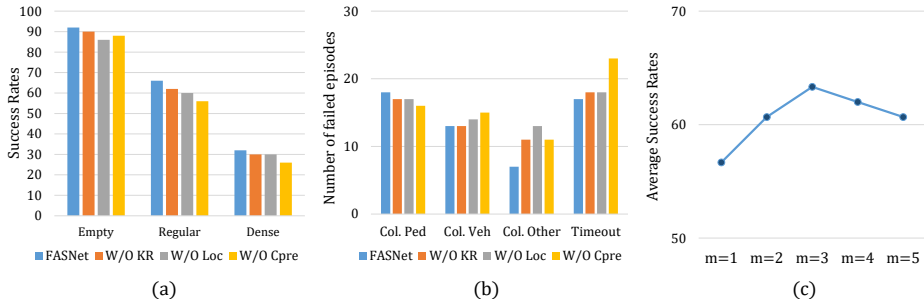 Success Rates
100
90
80
70
60
50
40
30
20
10
0
Empty Regular Dense
FASNet W/O KR W/O Loc W/O Cpre
(a)
Number of failed episodes
30
20
10
0
Col. Ped Col. Veh Col. Other Timeout
FASNet W/O KR W/O Loc W/O Cpre
(b)
Average Success Rates
70
60
50
m=1 m=2 m=3 m=4 m=5
(c)